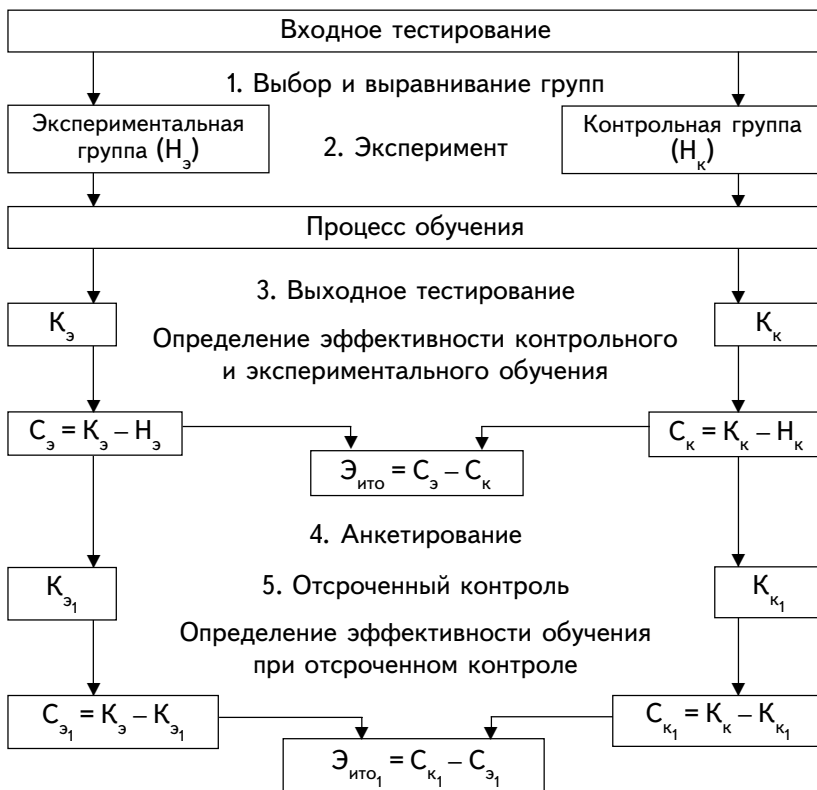 Входное тестирование
1. Выбор и выравнивание групп
Экспериментальная
группа (Нэ)
2. Эксперимент
Контрольная группа
(Нк)
Процесс обучения
3. Выходное тестирование
Кэ
Кк
Определение эффективности контрольного
и экспериментального обучения
Сэ = Кэ – Нэ
Ск = Кк – Нк
Эито = Сэ – Ск
4. Анкетирование
Кэ1
5. Отсроченный контроль
Кк1
Определение эффективности обучения
при отсроченном контроле
Сэ1 = Кэ – Кэ1
Ск1 = Кк – Кк1
Эито1 = Ск1 – Сэ1